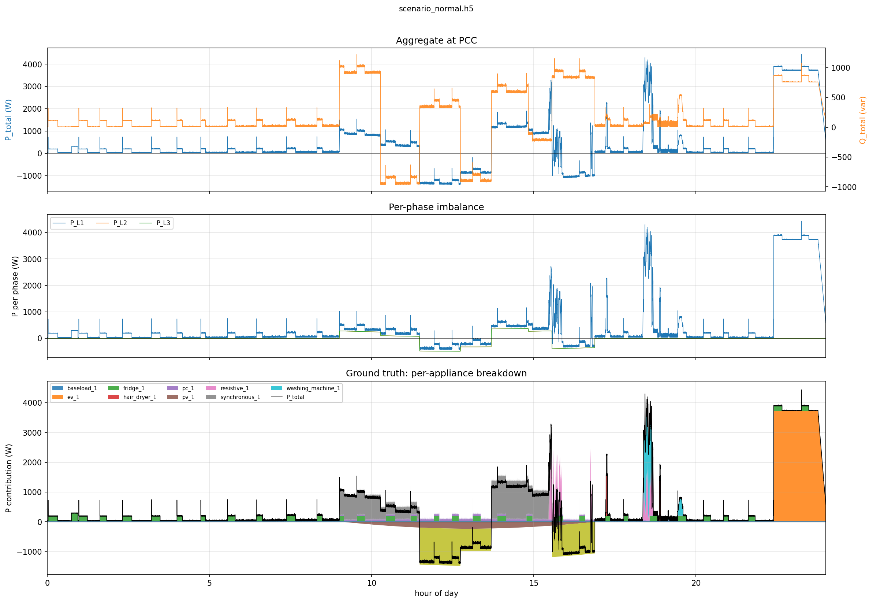 scenario_normal.h5
Aggregate at PCC
4000
3000
2000
1000
0
−1000
P_total (W)
1000
500
0
−500
−1000
Q_total (var)
Per-phase imbalance
P_L1 P_L2 P_L3
4000
3000
2000
1000
0
P per phase (W)
Ground truth: per-appliance breakdown
baseload_1 fridge_1 pc_1 resistive_1 washing_machine_1
ev_1 hair_dryer_1 pv_1 synchronous_1 P_total
4000
3000
2000
1000
0
−1000
P contribution (W)
0 5 10 15 20
hour of day